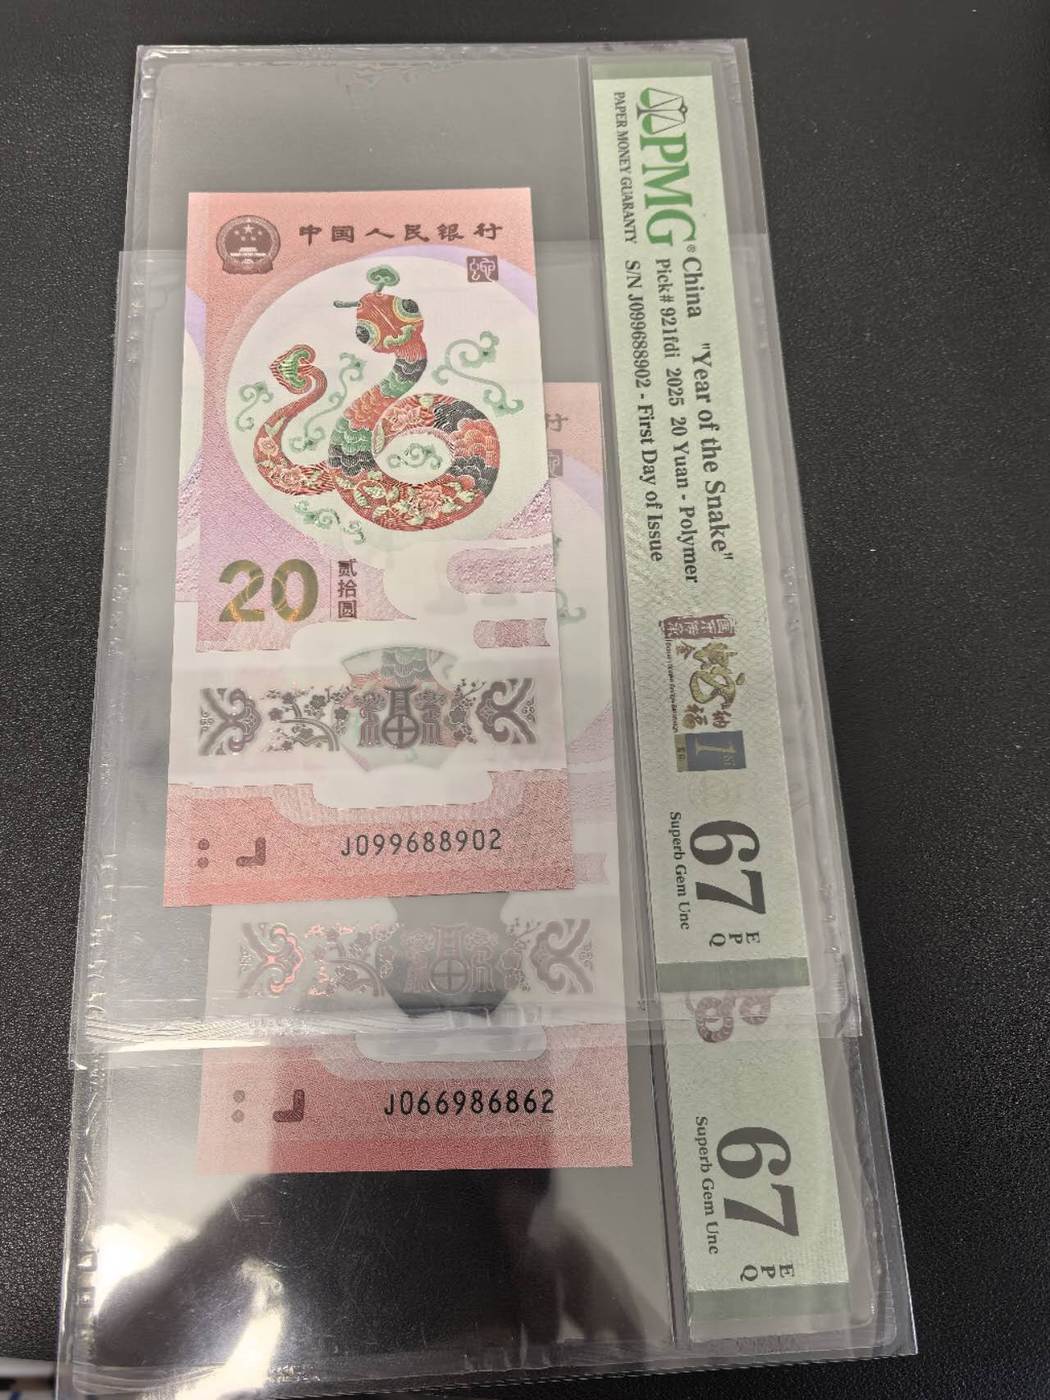 中国人民银行
20
贰拾圆
J099688902
行
J066986862
PMG®
PAPER MONEY GUARANTY
China "Year of the Snake"
Pick# 921fdi 2025 20 Yuan - Polymer
S/N J099688902 - First Day of Issue
67 EPQ
Superb Gem Unc
67 EPQ
Superb Gem Unc